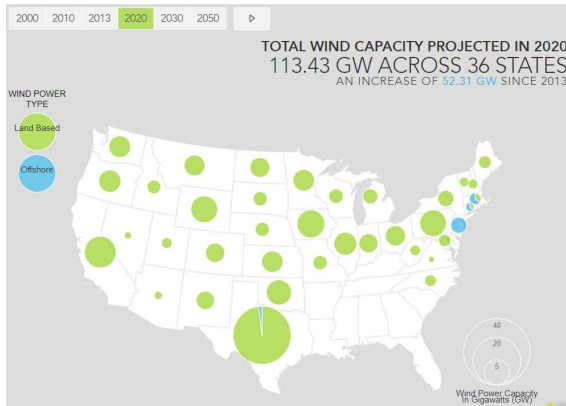 2000 2010 2013 2020 2030 2050
TOTAL WIND CAPACITY PROJECTED IN 2020
113.43 GW ACROSS 36 STATES
AN INCREASE OF 52.31 GW SINCE 2013
WIND POWER
TYPE
Land Based
Offshore
40
20
5
Wind Power Capacity
In Gigawatts (GW)